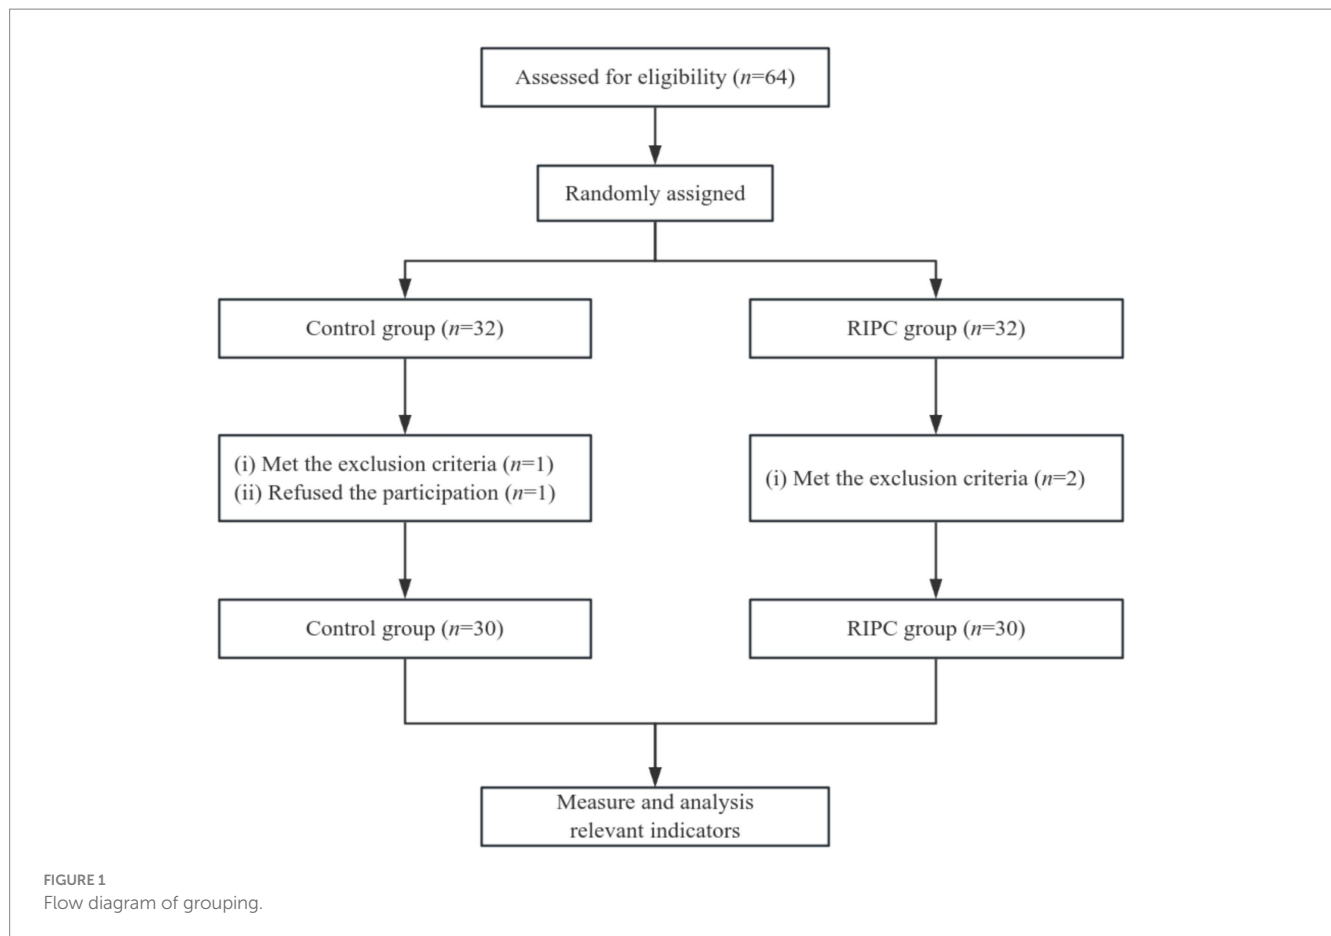 Assessed for eligibility (n=64)
Randomly assigned
Control group (n=32)
RIPC group (n=32)
(i) Met the exclusion criteria (n=1)
(ii) Refused the participation (n=1)
(i) Met the exclusion criteria (n=2)
Control group (n=30)
RIPC group (n=30)
Measure and analysis
relevant indicators
FIGURE 1
Flow diagram of grouping.